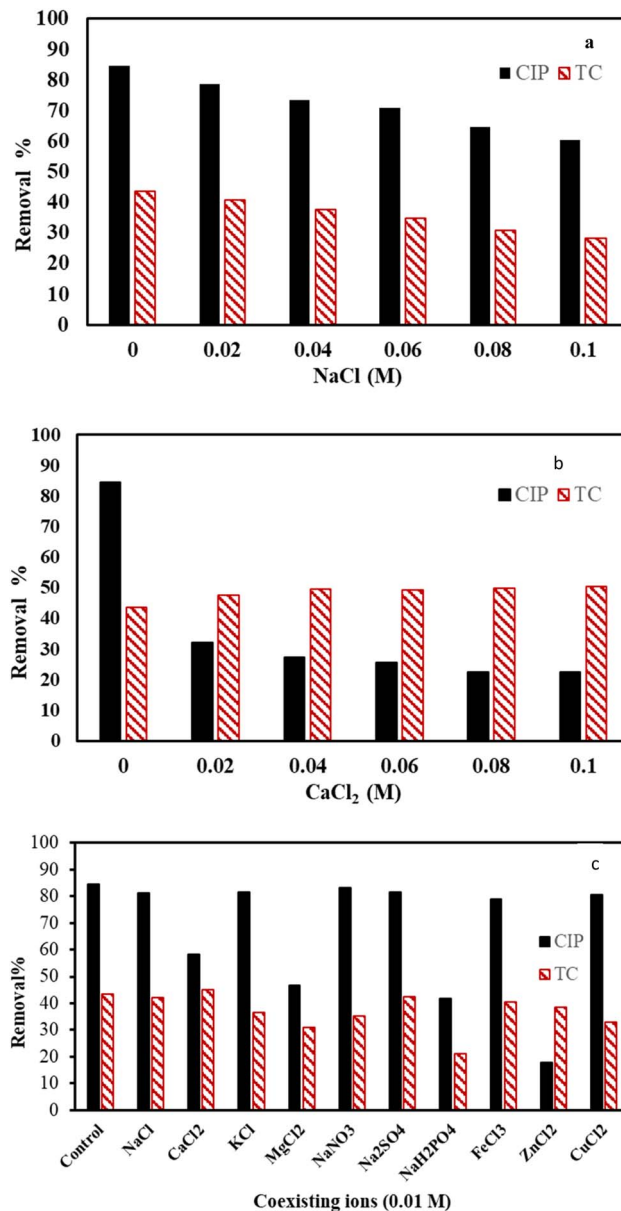 a
CIP TC
100
90
80
70
60
50
40
30
20
10
0
Removal %
0 0.02 0.04 0.06 0.08 0.1
NaCl (M)
b
CIP TC
100
90
80
70
60
50
40
30
20
10
0
Removal %
0 0.02 0.04 0.06 0.08 0.1
CaCl₂ (M)
c
CIP
TC
100
90
80
70
60
50
40
30
20
10
0
Removal%
Control NaCl CaCl2 KCl MgCl2 NaNO3 Na2SO4 NaH2PO4 FeCl3 ZnCl2 CuCl2
Coexisting ions (0.01 M)